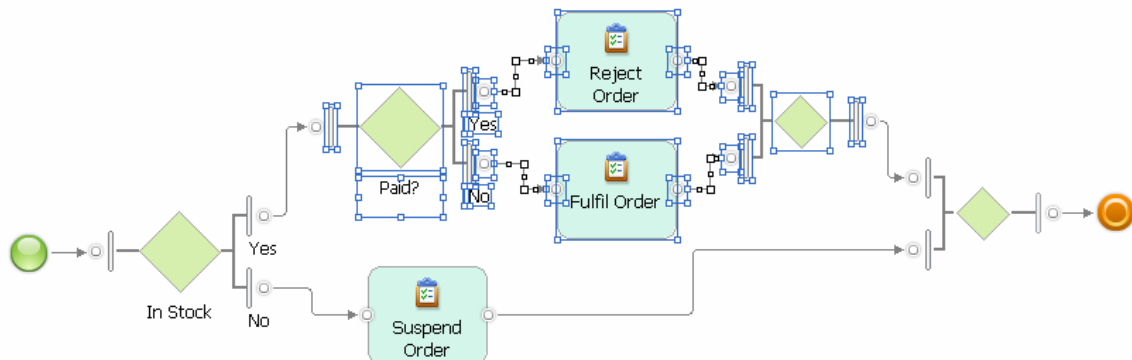 Reject
Order
Yes
Paid?
No
Fulfil Order
Yes
In Stock
No
Suspend
Order